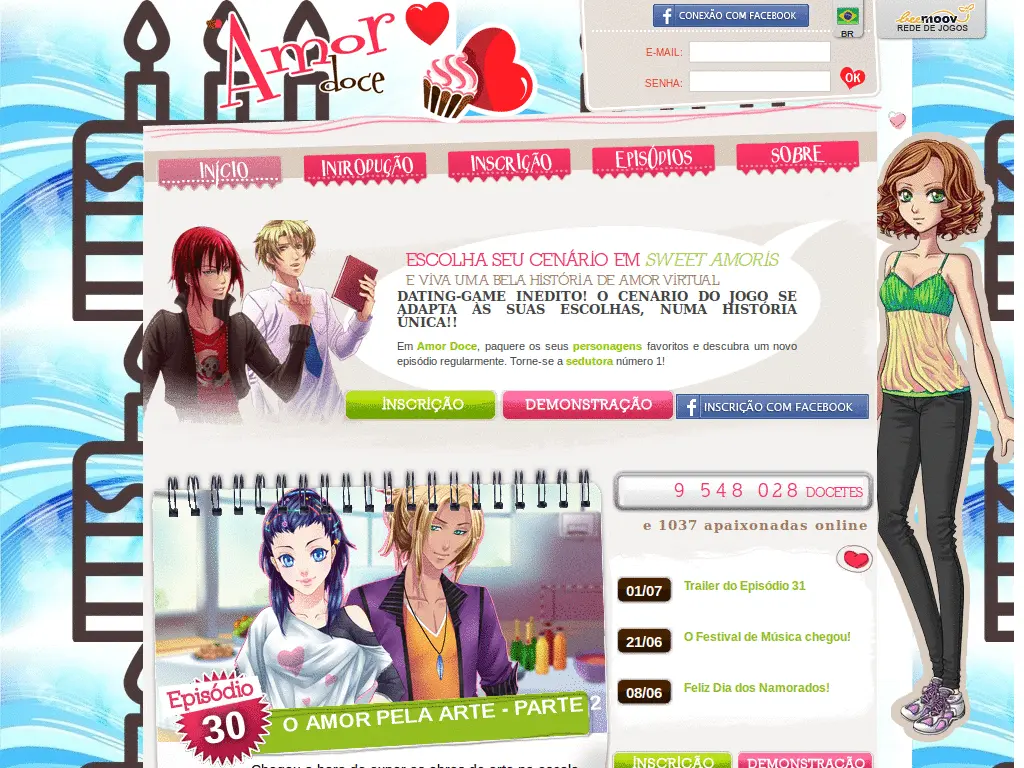 Amor
doce
CONEXÃO COM FACEBOOK
BR
beemoov
REDE DE JOGOS
E-MAIL:
SENHA:
OK
INÍCIO
INTRODUÇÃO
INSCRIÇÃO
EPISÓDIOS
SOBRE
ESCOLHA SEU CENÁRIO EM SWEET AMORIS
E VIVA UMA BELA HISTÓRIA DE AMOR VIRTUAL
DATING-GAME INEDITO! O CENARIO DO JOGO SE
ADAPTA ÀS SUAS ESCOLHAS, NUMA HISTÓRIA
ÚNICA!!
Em Amor Doce, paquere os seus personagens favoritos e descubra um novo
episódio regularmente. Torne-se a sedutora número 1!
INSCRIÇÃO
DEMONSTRAÇÃO
INSCRIÇÃO COM FACEBOOK
9 548 028 DOCETES
e 1037 apaixonadas online
01/07 Trailer do Episódio 31
21/06 O Festival de Música chegou!
08/06 Feliz Dia dos Namorados!
Episódio
30
O AMOR PELA ARTE - PARTE 2
INSCRIÇÃO
DEMONSTRAÇÃO